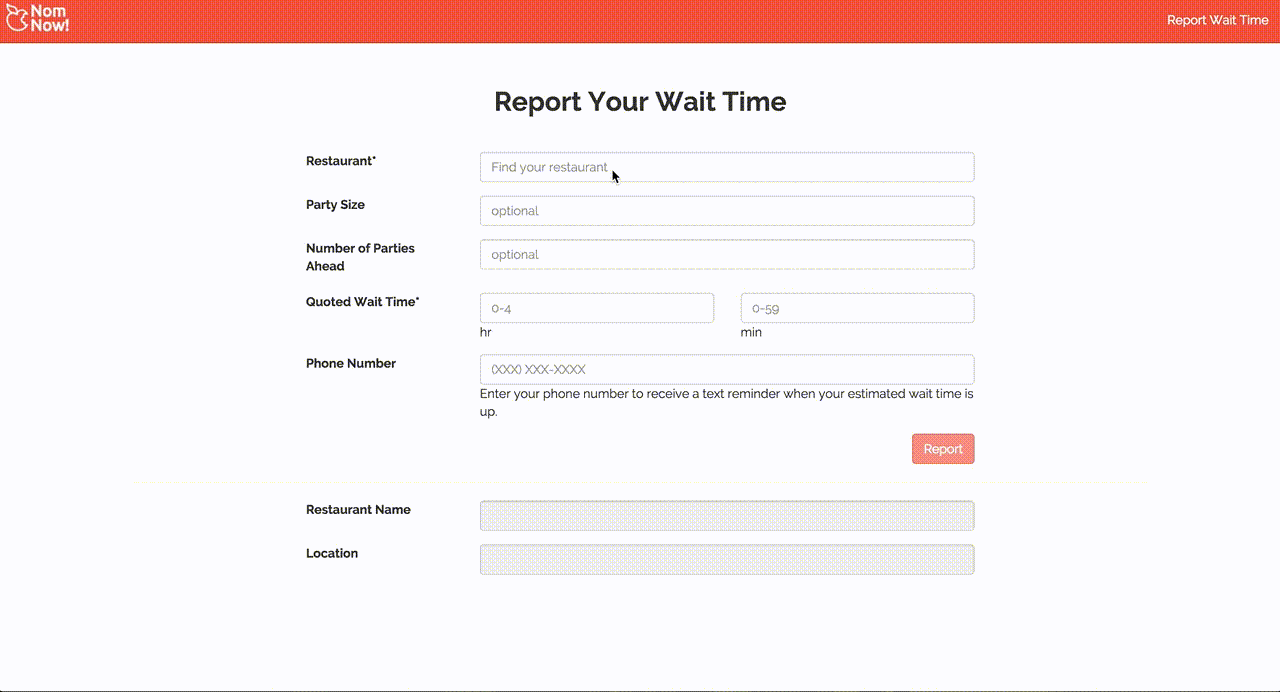 Nom
Now!
Report Wait Time
Report Your Wait Time
Restaurant*
Find your restaurant
Party Size
optional
Number of Parties
Ahead
optional
Quoted Wait Time*
0-4
0-59
hr
min
Phone Number
(XXX) XXX-XXXX
Enter your phone number to receive a text reminder when your estimated wait time is
up.
Report
Restaurant Name
Location